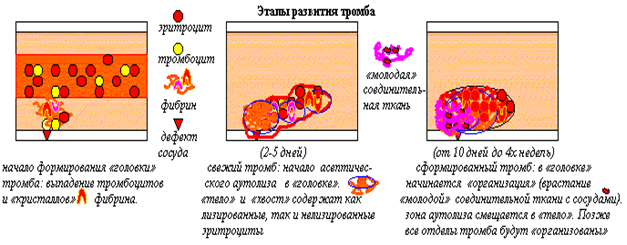 Этапы развития тромба
эритроцит
тромбоцит
фибрин
дефект
сосуда
«молодая»
соединитель-
ная ткань
(2-5 дней)
(от 10 дней до 4х недель)
начало формирования «головки»
тромба: выпадение тромбоцитов
и «кристаллов» фибрина.
свежий тромб: начало асептичес-
ского аутолиза в «головке».
«тело» и «хвост» содержат как
лизированные, так и нелизированные
эритроциты
сформированный тромб: в «головке»
начинается «организация» (врастание
«молодой» соединительной ткани с сосудами).
зона аутолиза смещается в «тело». Позже
все отделы тромба будут «организованы»